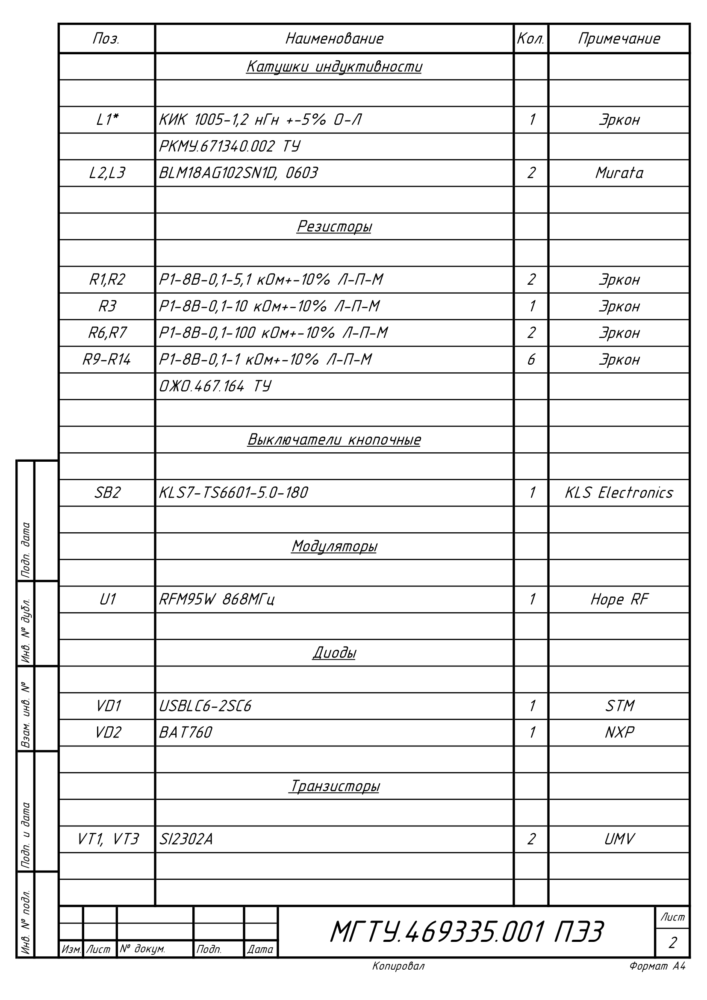 Поз. Наименование Кол. Примечание
Катушки индуктивности
L1* КИК 1005-1,2 нГн +-5% О-Л 1 Эркон
РКМУ.671340.002 ТУ
L2,L3 BLM18AG102SN1D, 0603 2 Murata
Резисторы
R1,R2 Р1-8В-0,1-5,1 кОм+-10% Л-П-М 2 Эркон
R3 Р1-8В-0,1-10 кОм+-10% Л-П-М 1 Эркон
R6,R7 Р1-8В-0,1-100 кОм+-10% Л-П-М 2 Эркон
R9-R14 Р1-8В-0,1-1 кОм+-10% Л-П-М 6 Эркон
ОЖО.467.164 ТУ
Выключатели кнопочные
SB2 KLS7-TS6601-5.0-180 1 KLS Electronics
Модуляторы
U1 RFM95W 868МГц 1 Hope RF
Диоды
VD1 USBLC6-2SC6 1 STM
VD2 BAT760 1 NXP
Транзисторы
VT1, VT3 SI2302A 2 UMV
Подп. дата
Инв. № дубл.
Взам. инв. №
Подп. и дата
Инв. № подл.
Изм. Лист № докум. Подп. Дата
МГТУ.469335.001 ПЭ3
Лист
2
Копировал Формат А4